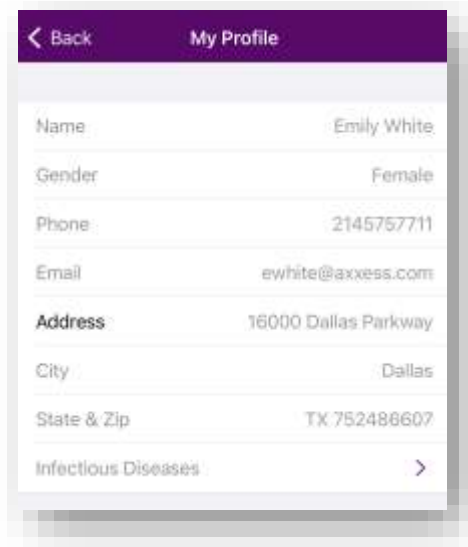 Back My Profile
Name Emily White
Gender Female
Phone 2145757711
Email ewhite@axxess.com
Address 16000 Dallas Parkway
City Dallas
State & Zip TX 752486607
Infectious Diseases